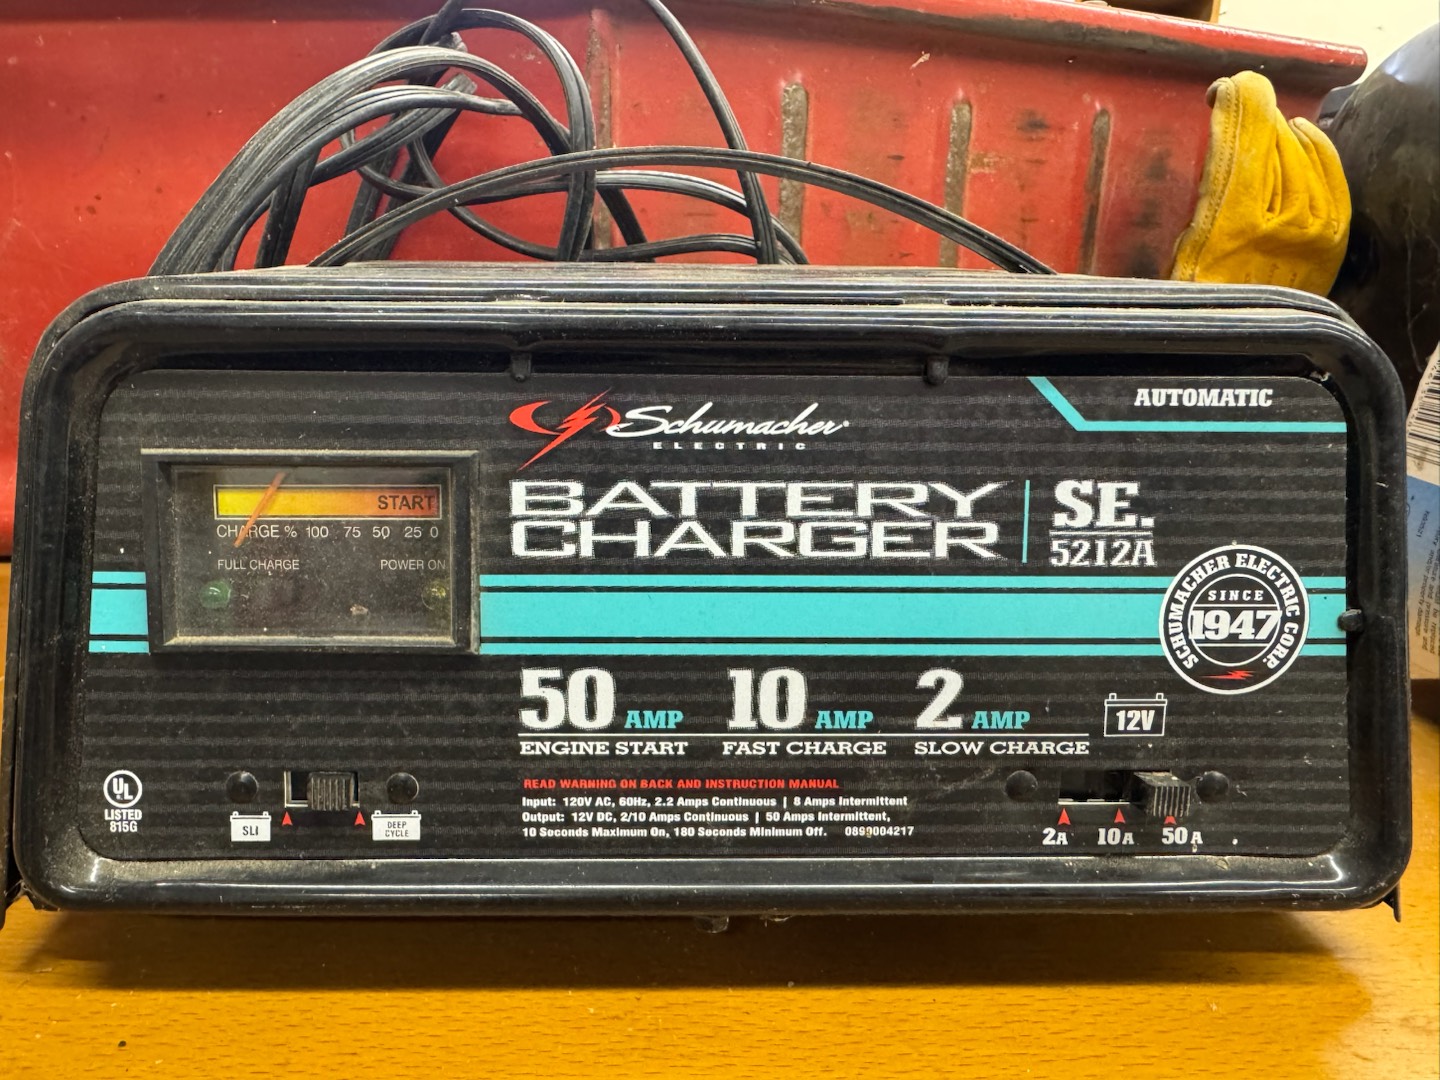 AUTOMATIC
Schumacher
ELECTRIC
BATTERY
CHARGER
SE.
5212A
START
CHARGE % 100 75 50 25 0
FULL CHARGE
POWER ON
SCHUMACHER ELECTRIC CORP.
SINCE
1947
50 AMP
ENGINE START
10 AMP
FAST CHARGE
2 AMP
SLOW CHARGE
12V
UL
LISTED
815G
SLI
DEEP
CYCLE
READ WARNING ON BACK AND INSTRUCTION MANUAL
Input: 120V AC, 60Hz, 2.2 Amps Continuous | 8 Amps Intermittent
Output: 12V DC, 2/10 Amps Continuous | 50 Amps Intermittent,
10 Seconds Maximum On, 180 Seconds Minimum Off. 0899004217
2A 10A 50A